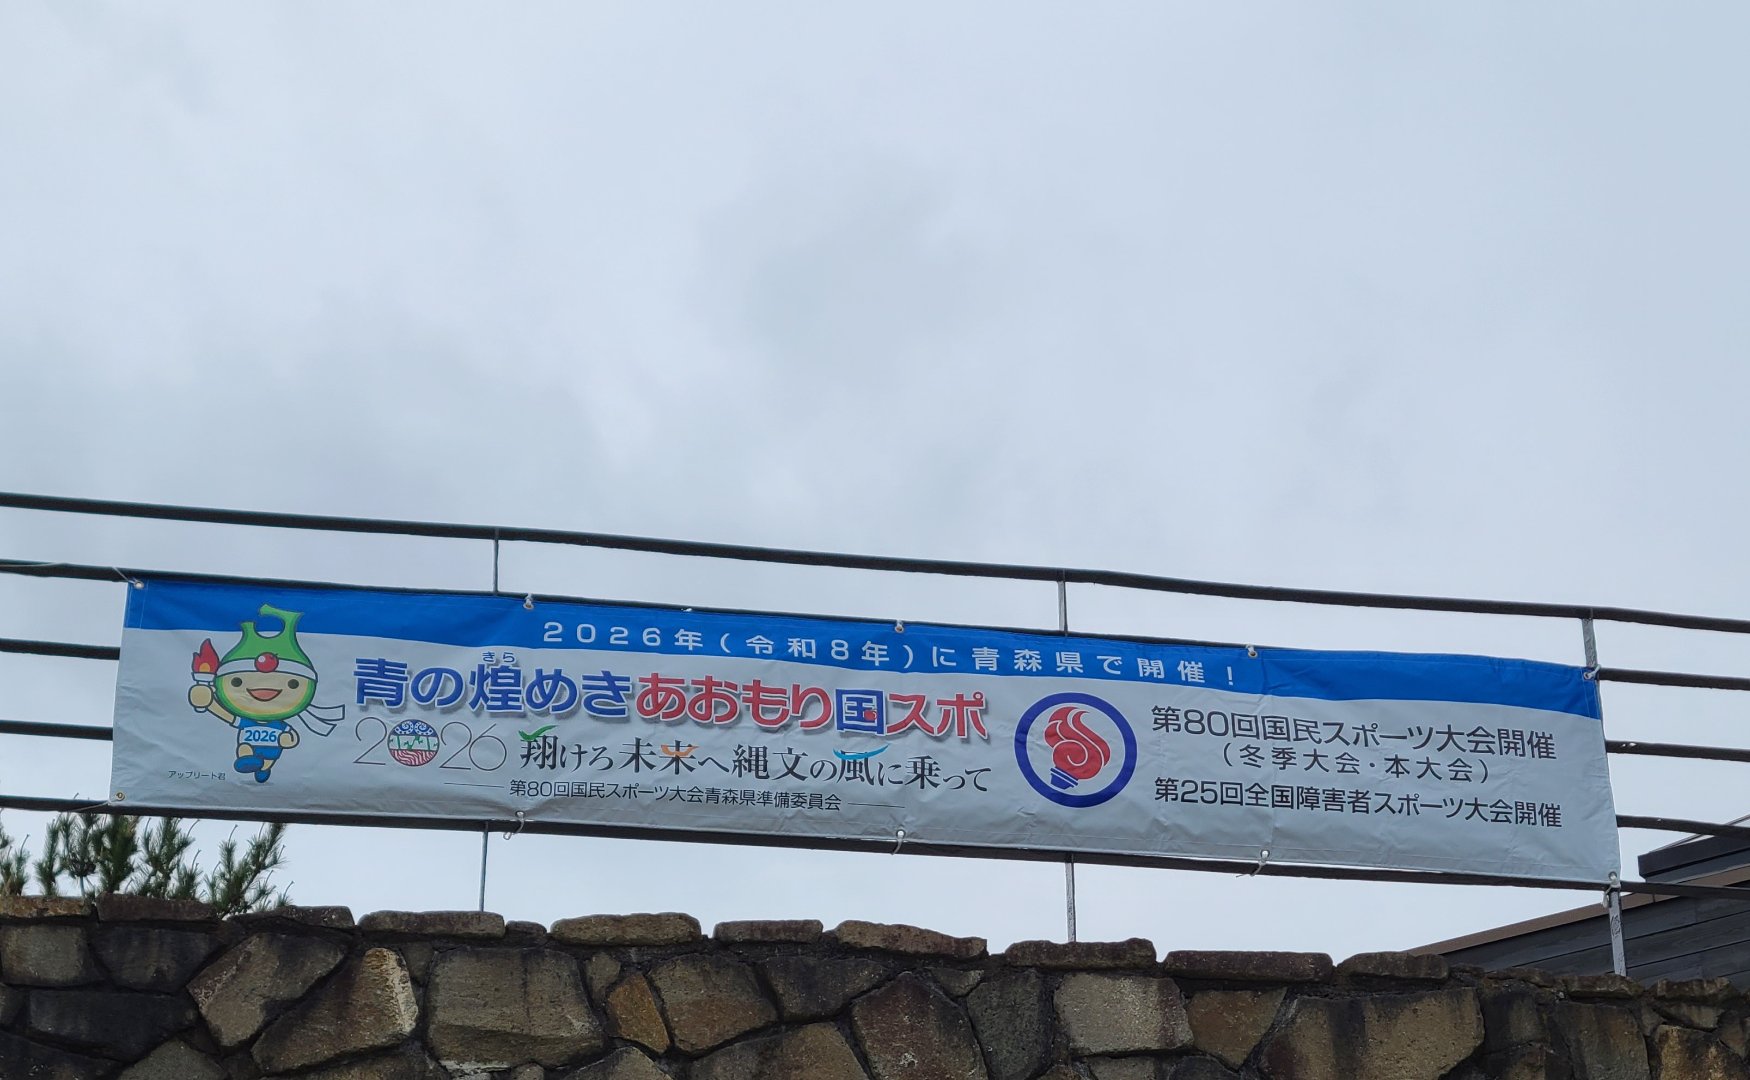 2026年(令和8年)に青森県で開催!
きら
青の煌めきあおもり国スポ
2026 翔けろ未来へ縄文の風に乗って
第80回国民スポーツ大会青森県準備委員会
2026
アップリート君
第80回国民スポーツ大会開催
(冬季大会・本大会)
第25回全国障害者スポーツ大会開催